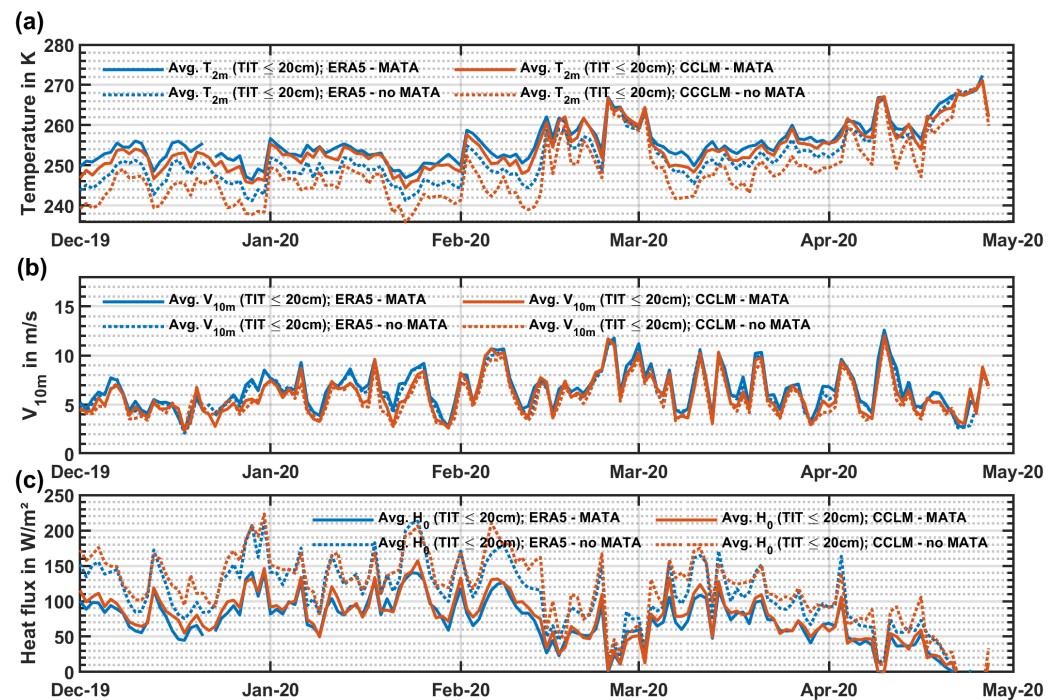 (a)
280
270
260
250
240
Temperature in K
Avg. T2m (TIT ≤ 20cm); ERA5 - MATA
Avg. T2m (TIT ≤ 20cm); CCLM - MATA
Avg. T2m (TIT ≤ 20cm); ERA5 - no MATA
Avg. T2m (TIT ≤ 20cm); CCCLM - no MATA
Dec-19 Jan-20 Feb-20 Mar-20 Apr-20 May-20
(b)
15
10
5
0
V10m in m/s
Avg. V10m (TIT ≤ 20cm); ERA5 - MATA
Avg. V10m (TIT ≤ 20cm); CCLM - MATA
Avg. V10m (TIT ≤ 20cm); ERA5 - no MATA
Avg. V10m (TIT ≤ 20cm); CCLM - no MATA
Dec-19 Jan-20 Feb-20 Mar-20 Apr-20 May-20
(c)
250
200
150
100
50
0
Heat flux in W/m²
Avg. H0 (TIT ≤ 20cm); ERA5 - MATA
Avg. H0 (TIT ≤ 20cm); CCLM - MATA
Avg. H0 (TIT ≤ 20cm); ERA5 - no MATA
Avg. H0 (TIT ≤ 20cm); CCLM - no MATA
Dec-19 Jan-20 Feb-20 Mar-20 Apr-20 May-20